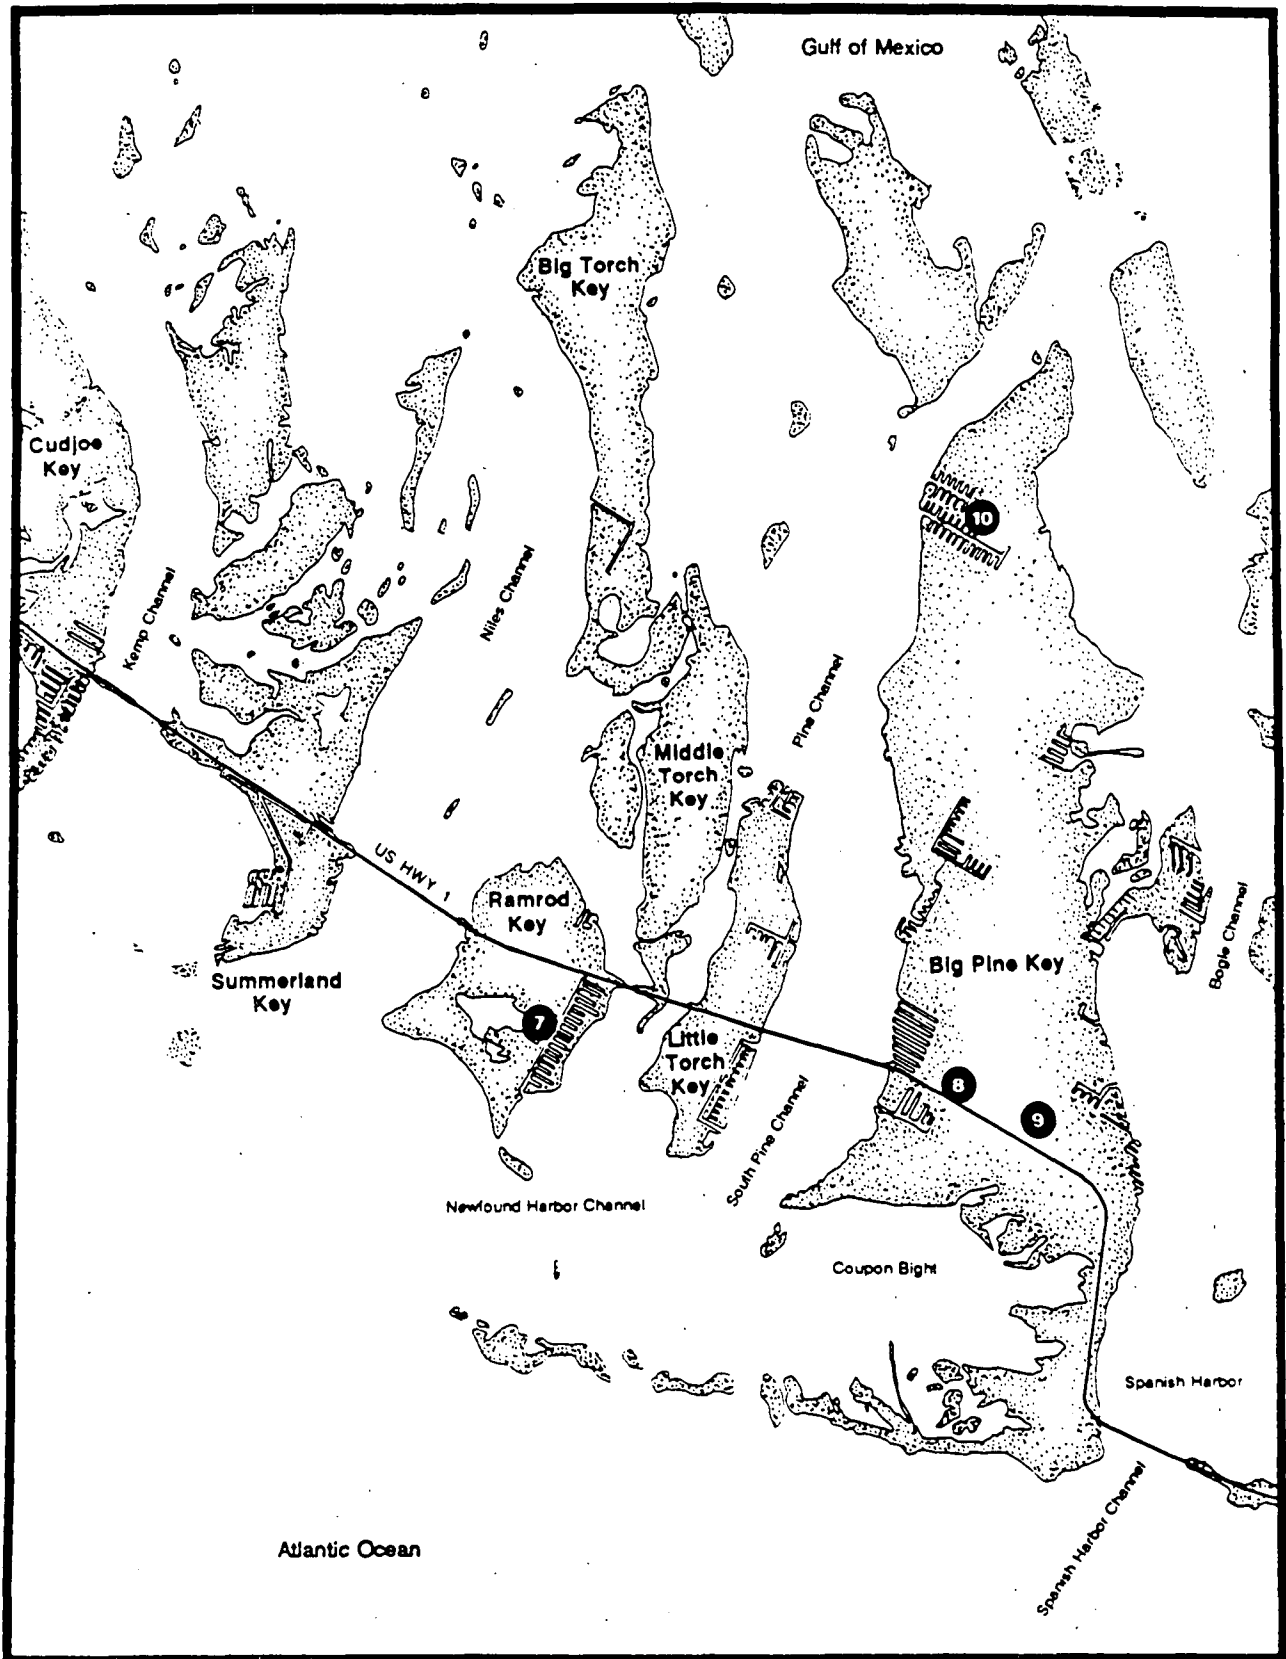 Gulf of Mexico
Big Torch
Key
Cudjoe
Key
10
Kemp Channel
Niles Channel
Pine Channel
Middle
Torch
Key
US HWY 1
Ramrod
Key
Big Pine Key
Bogle Channel
Summerland
Key
7
Little
Torch
Key
8
9
South Pine Channel
Newfound Harbor Channel
Coupon Bight
Spanish Harbor
Spanish Harbor Channel
Atlantic Ocean